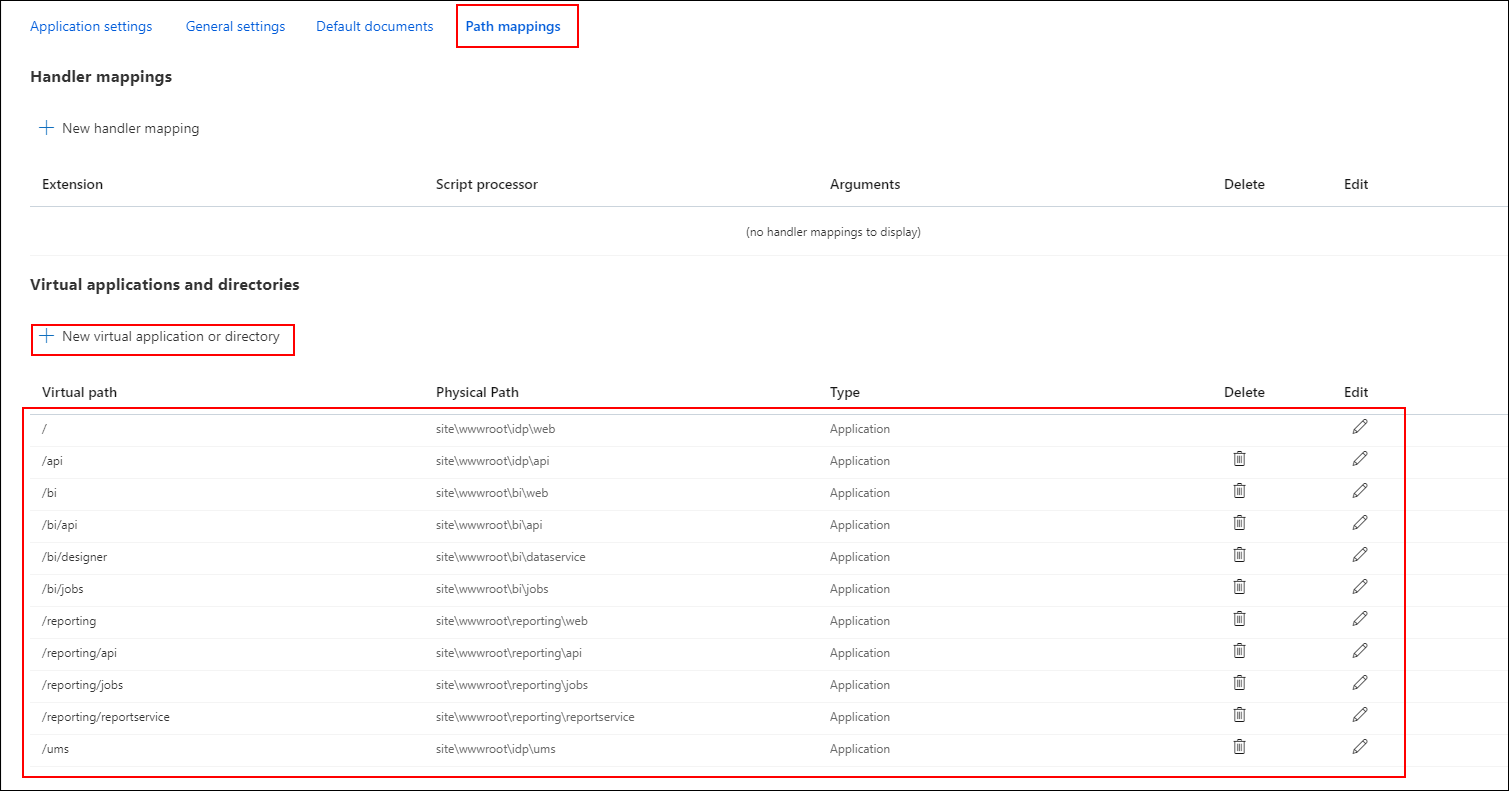 Application settings General settings Default documents Path mappings
Handler mappings
New handler mapping
Extension Script processor Arguments Delete Edit
(no handler mappings to display)
Virtual applications and directories
New virtual application or directory
Virtual path Physical Path Type Delete Edit
/ site\wwwroot\idp\web Application
/api site\wwwroot\idp\api Application
/bi site\wwwroot\bi\web Application
/bi/api site\wwwroot\bi\api Application
/bi/designer site\wwwroot\bi\dataservice Application
/bi/jobs site\wwwroot\bi\jobs Application
/reporting site\wwwroot\reporting\web Application
/reporting/api site\wwwroot\reporting\api Application
/reporting/jobs site\wwwroot\reporting\jobs Application
/reporting/reportservice site\wwwroot\reporting\reportservice Application
/ums site\wwwroot\idp\ums Application